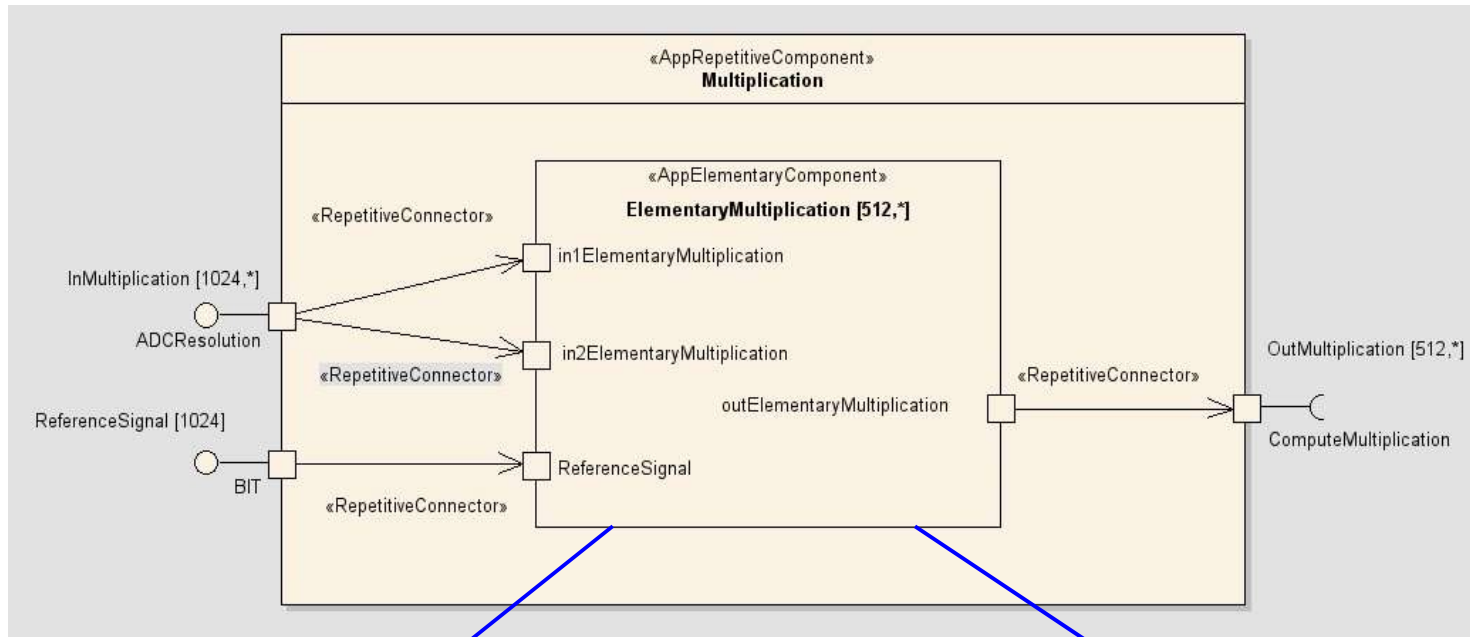 «AppRepetitiveComponent»
Multiplication
«AppElementaryComponent»
ElementaryMultiplication [512,*]
«RepetitiveConnector»
in1ElementaryMultiplication
InMultiplication [1024,*]
ADCResolution
in2ElementaryMultiplication
«RepetitiveConnector»
OutMultiplication [512,*]
«RepetitiveConnector»
outElementaryMultiplication
ReferenceSignal [1024]
ComputeMultiplication
ReferenceSignal
BIT
«RepetitiveConnector»